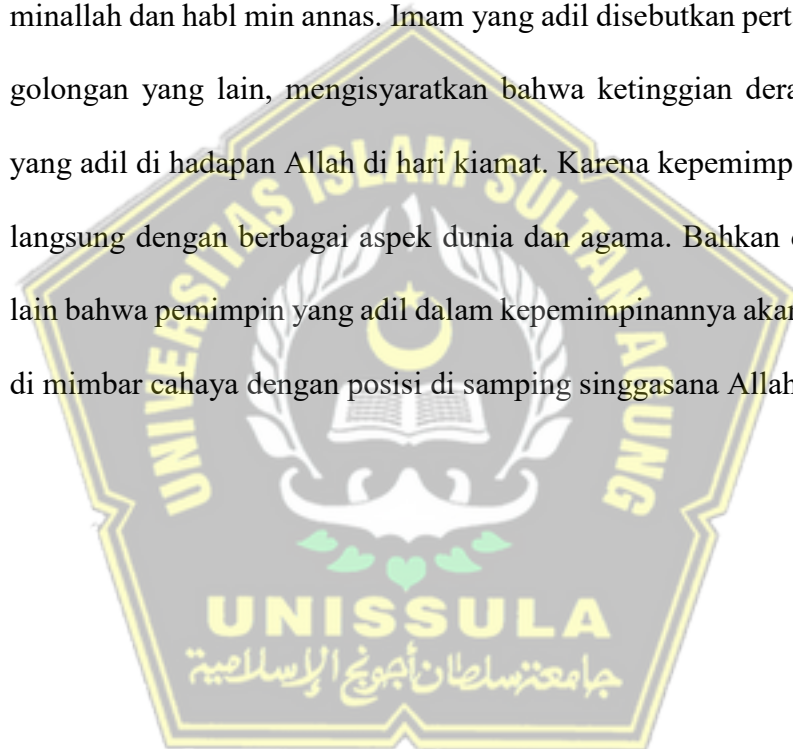 minallah dan habl min annas. Imam yang adil disebutkan
golongan yang lain, mengisyaratkan bahwa ketinggian
yang adil di hadapan Allah di hari kiamat. Karena
langsung dengan berbagai aspek dunia dan agama. Bahkan
lain bahwa pemimpin yang adil dalam kepemimpinannya akan
di mimbar cahaya dengan posisi di samping singgasana Allah
UNIVERSITAS ISLAM SULTAN AGUNG
UNISSULA
جامعة سلطان أجونج الإسلامية